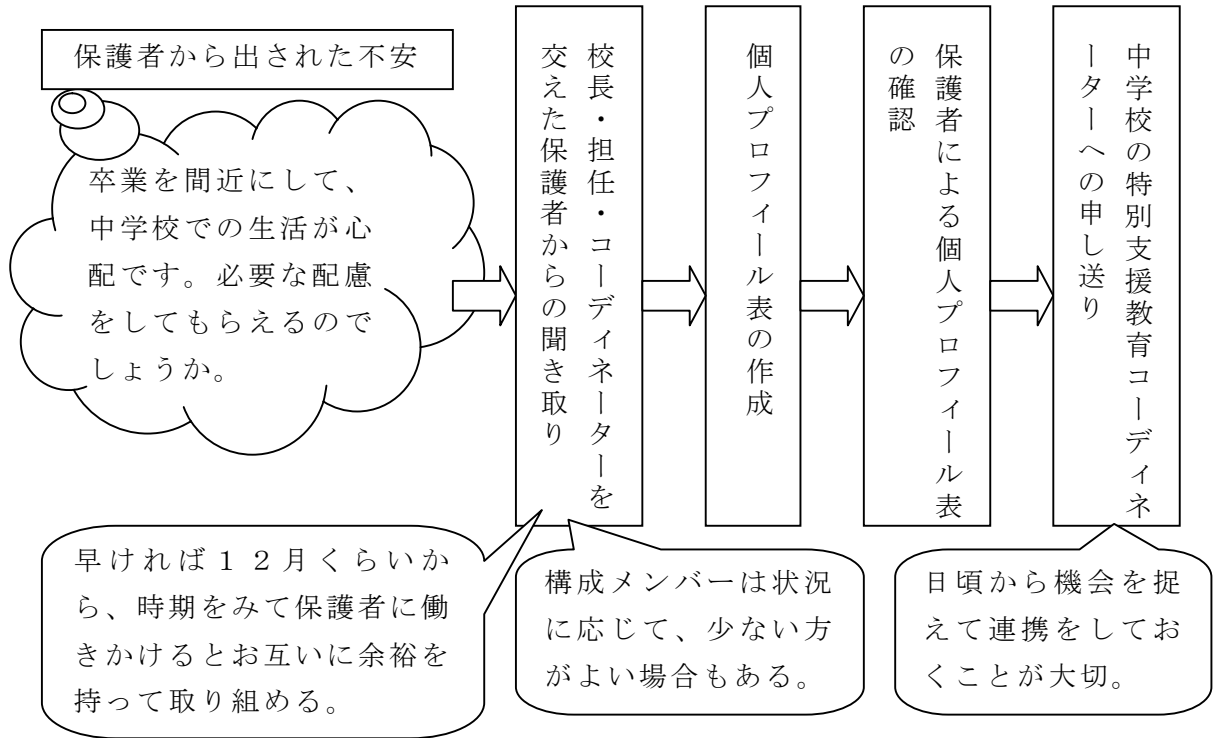 保護者から出された不安
卒業を間近にして、
中学校での生活が心
配です。必要な配慮
をしてもらえるので
しょうか。
校長・担任・コーディネーターを
交えた保護者からの聞き取り
個人プロフィール表の作成
保護者による個人プロフィール表
の確認
中学校の特別支援教育コーディネ
ーターへの申し送り
早ければ12月くらいか
ら、時期をみて保護者に働
きかけるとお互いに余裕を
持って取り組める。
構成メンバーは状況
に応じて、少ない方
がよい場合もある。
日頃から機会を捉
えて連携をしてお
くことが大切。